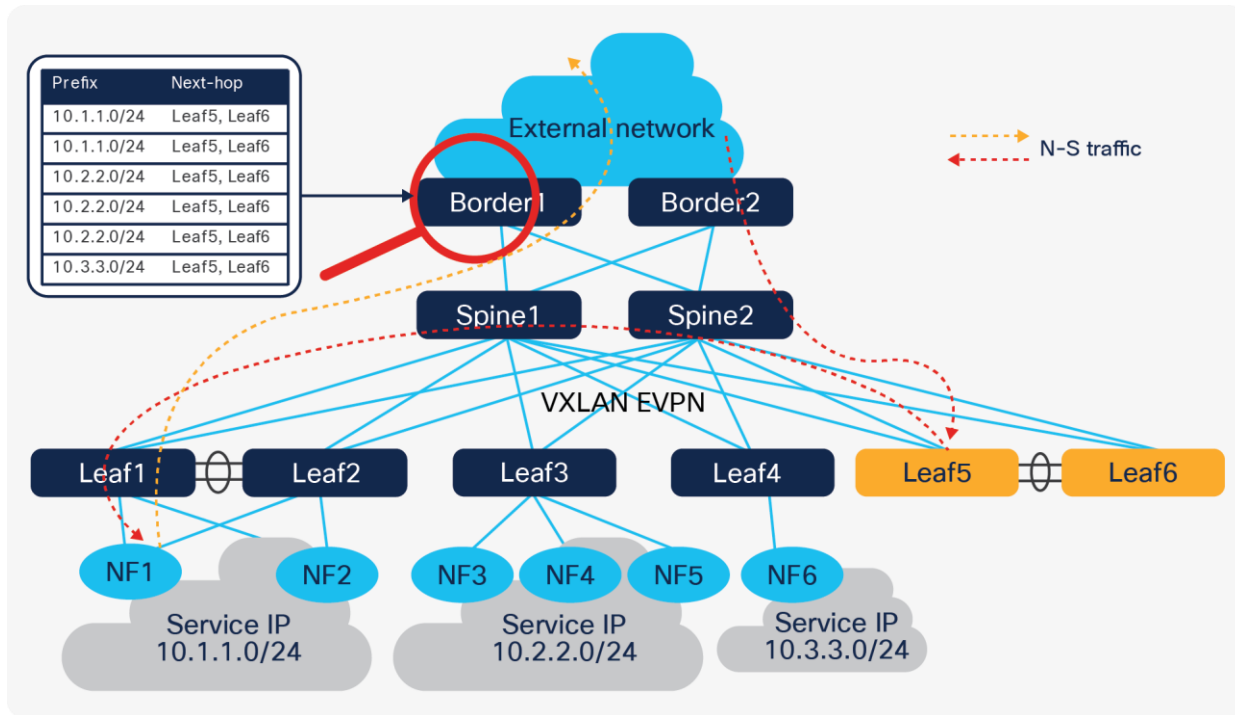 Prefix Next-hop
10.1.1.0/24 Leaf5, Leaf6
10.1.1.0/24 Leaf5, Leaf6
10.2.2.0/24 Leaf5, Leaf6
10.2.2.0/24 Leaf5, Leaf6
10.2.2.0/24 Leaf5, Leaf6
10.3.3.0/24 Leaf5, Leaf6
External network
N-S traffic
Border1
Border2
Spine1
Spine2
VXLAN EVPN
Leaf1
Leaf2
Leaf3
Leaf4
Leaf5
Leaf6
NF1
NF2
NF3
NF4
NF5
NF6
Service IP
10.1.1.0/24
Service IP
10.2.2.0/24
Service IP
10.3.3.0/24